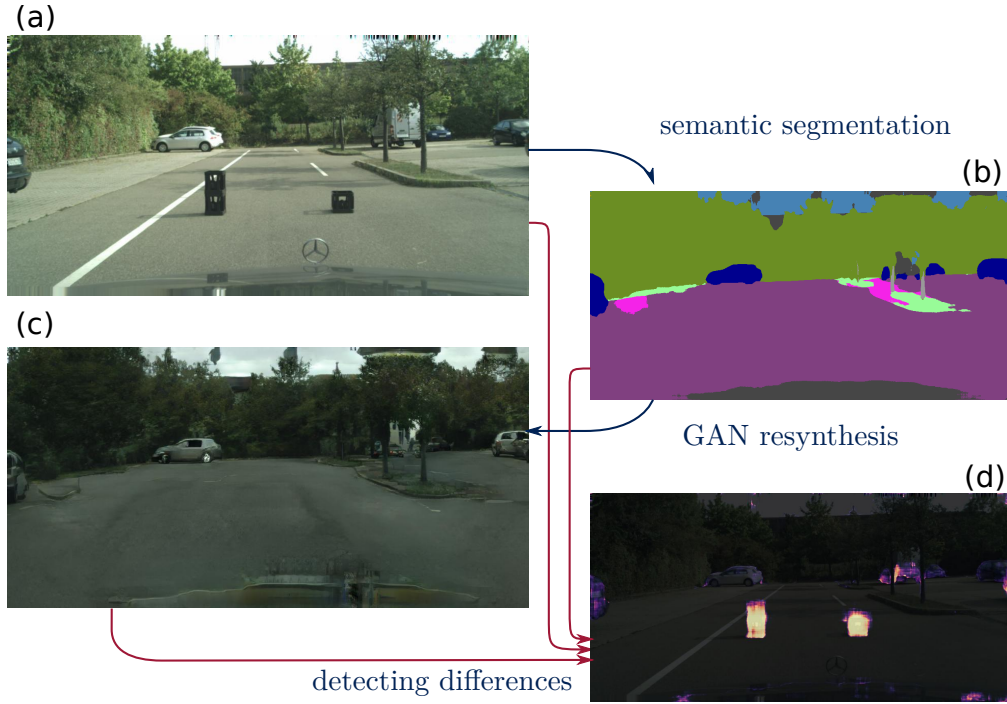 (a)
semantic segmentation
(b)
(c)
GAN resynthesis
(d)
detecting differences